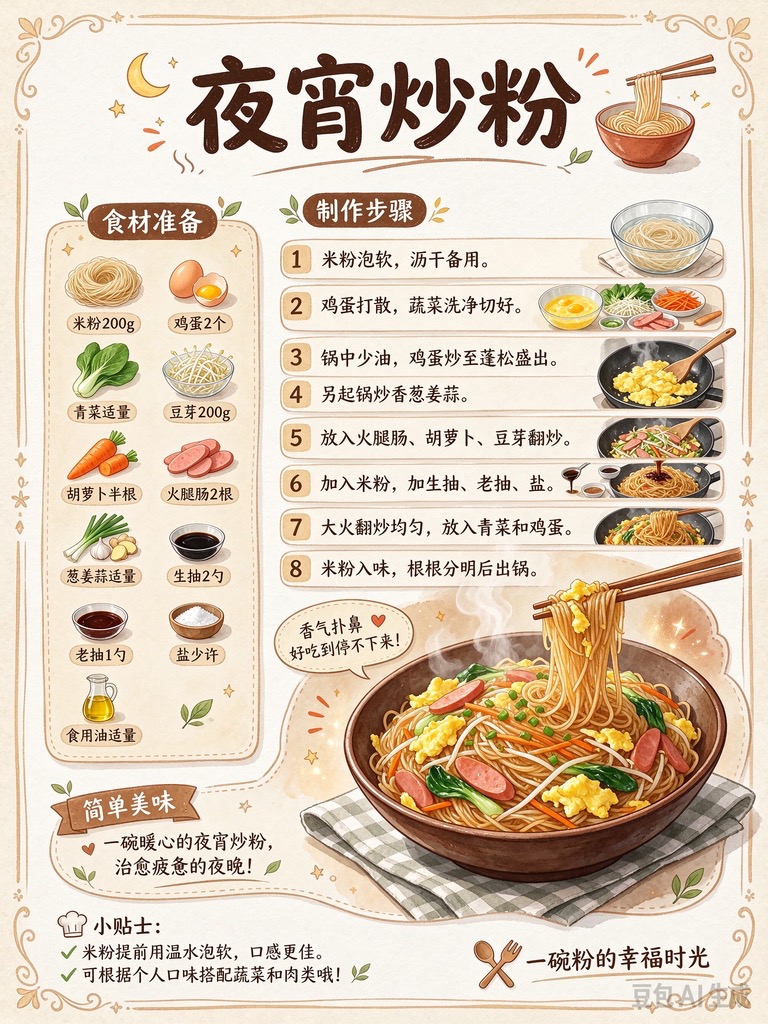 夜宵炒粉
食材准备
米粉200g
鸡蛋2个
青菜适量
豆芽200g
胡萝卜半根
火腿肠2根
葱姜蒜适量
生抽2勺
老抽1勺
盐少许
食用油适量
制作步骤
1 米粉泡软，沥干备用。
2 鸡蛋打散，蔬菜洗净切好。
3 锅中少油，鸡蛋炒至蓬松盛出。
4 另起锅炒香葱姜蒜。
5 放入火腿肠、胡萝卜、豆芽翻炒。
6 加入米粉，加生抽、老抽、盐。
7 大火翻炒均匀，放入青菜和鸡蛋。
8 米粉入味，根根分明后出锅。
香气扑鼻
好吃到停不下来！
简单美味
一碗暖心的夜宵炒粉，
治愈疲惫的夜晚！
小贴士：
米粉提前用温水泡软，口感更佳。
可根据个人口味搭配蔬菜和肉类哦！
一碗粉的幸福时光
豆包AI生成